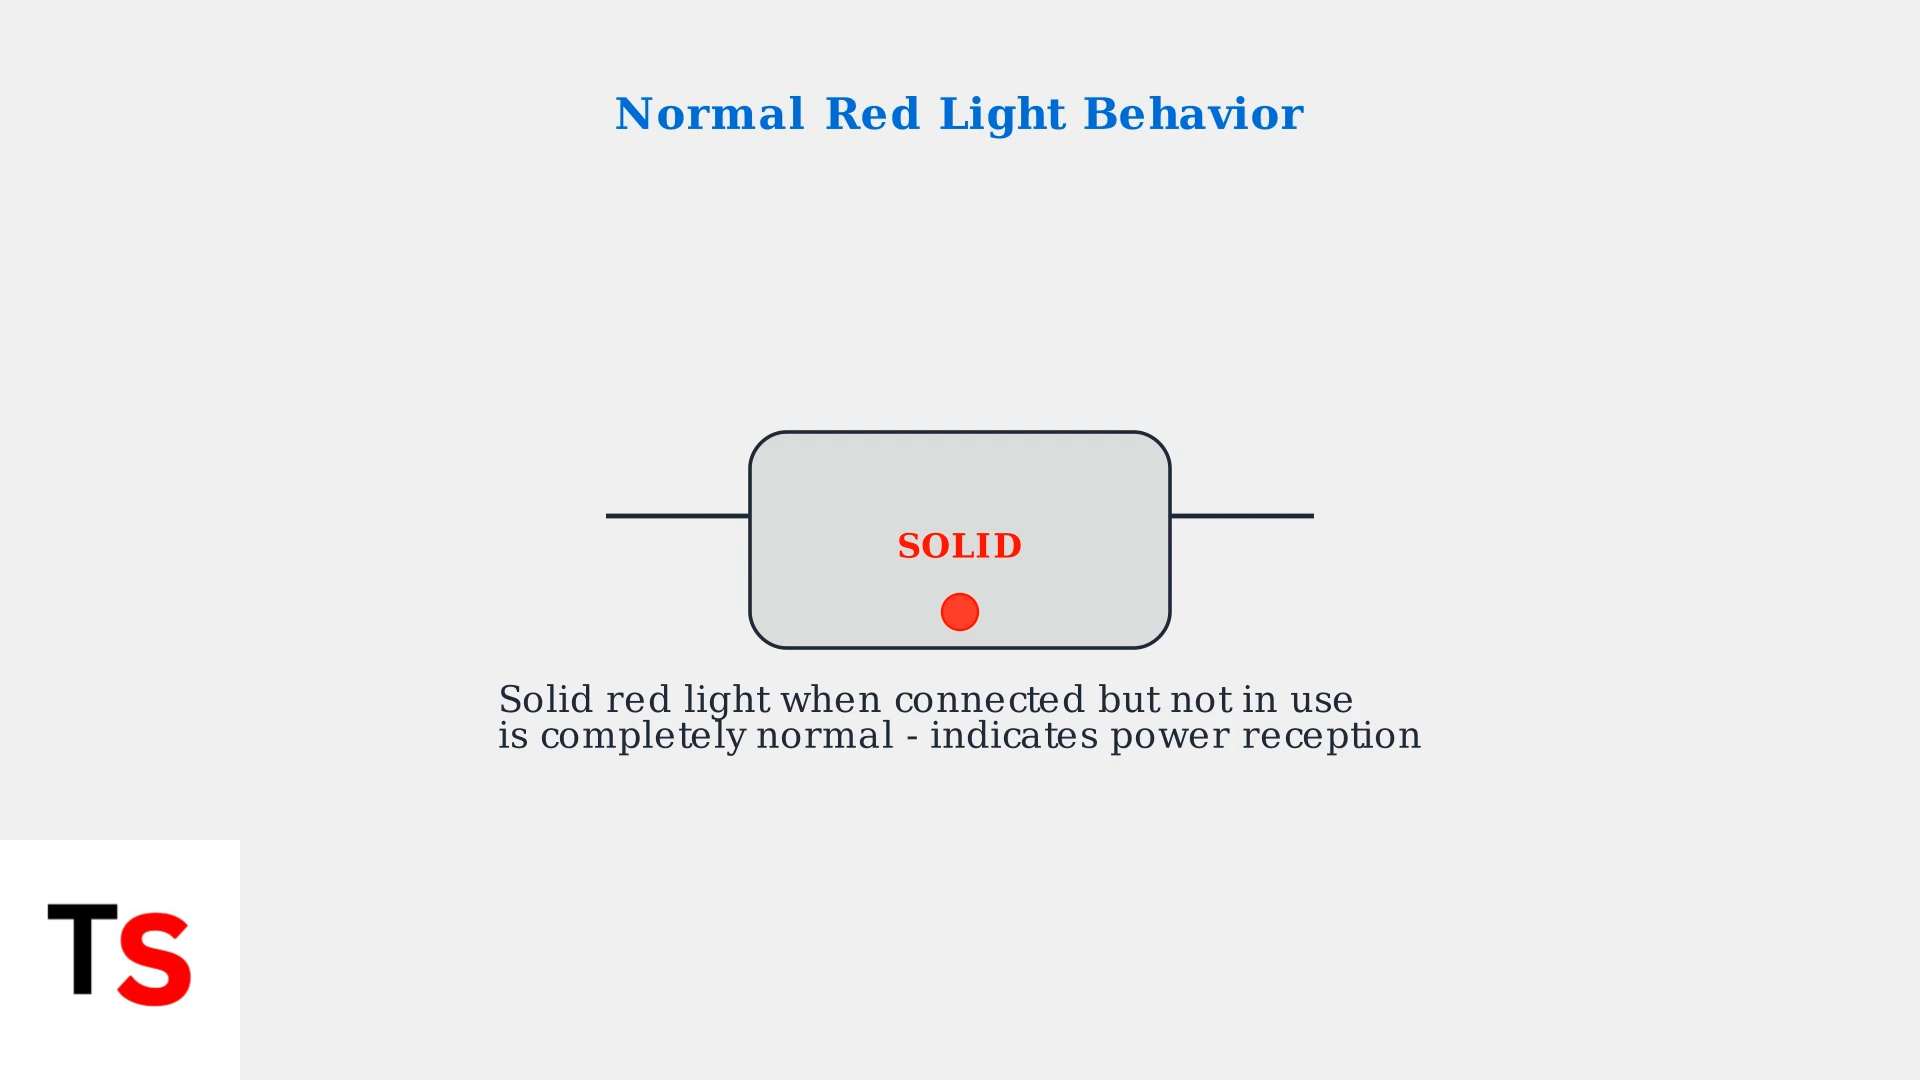 Normal Red Light Behavior
SOLID
Solid red light when connected but not in use
is completely normal - indicates power reception
TS